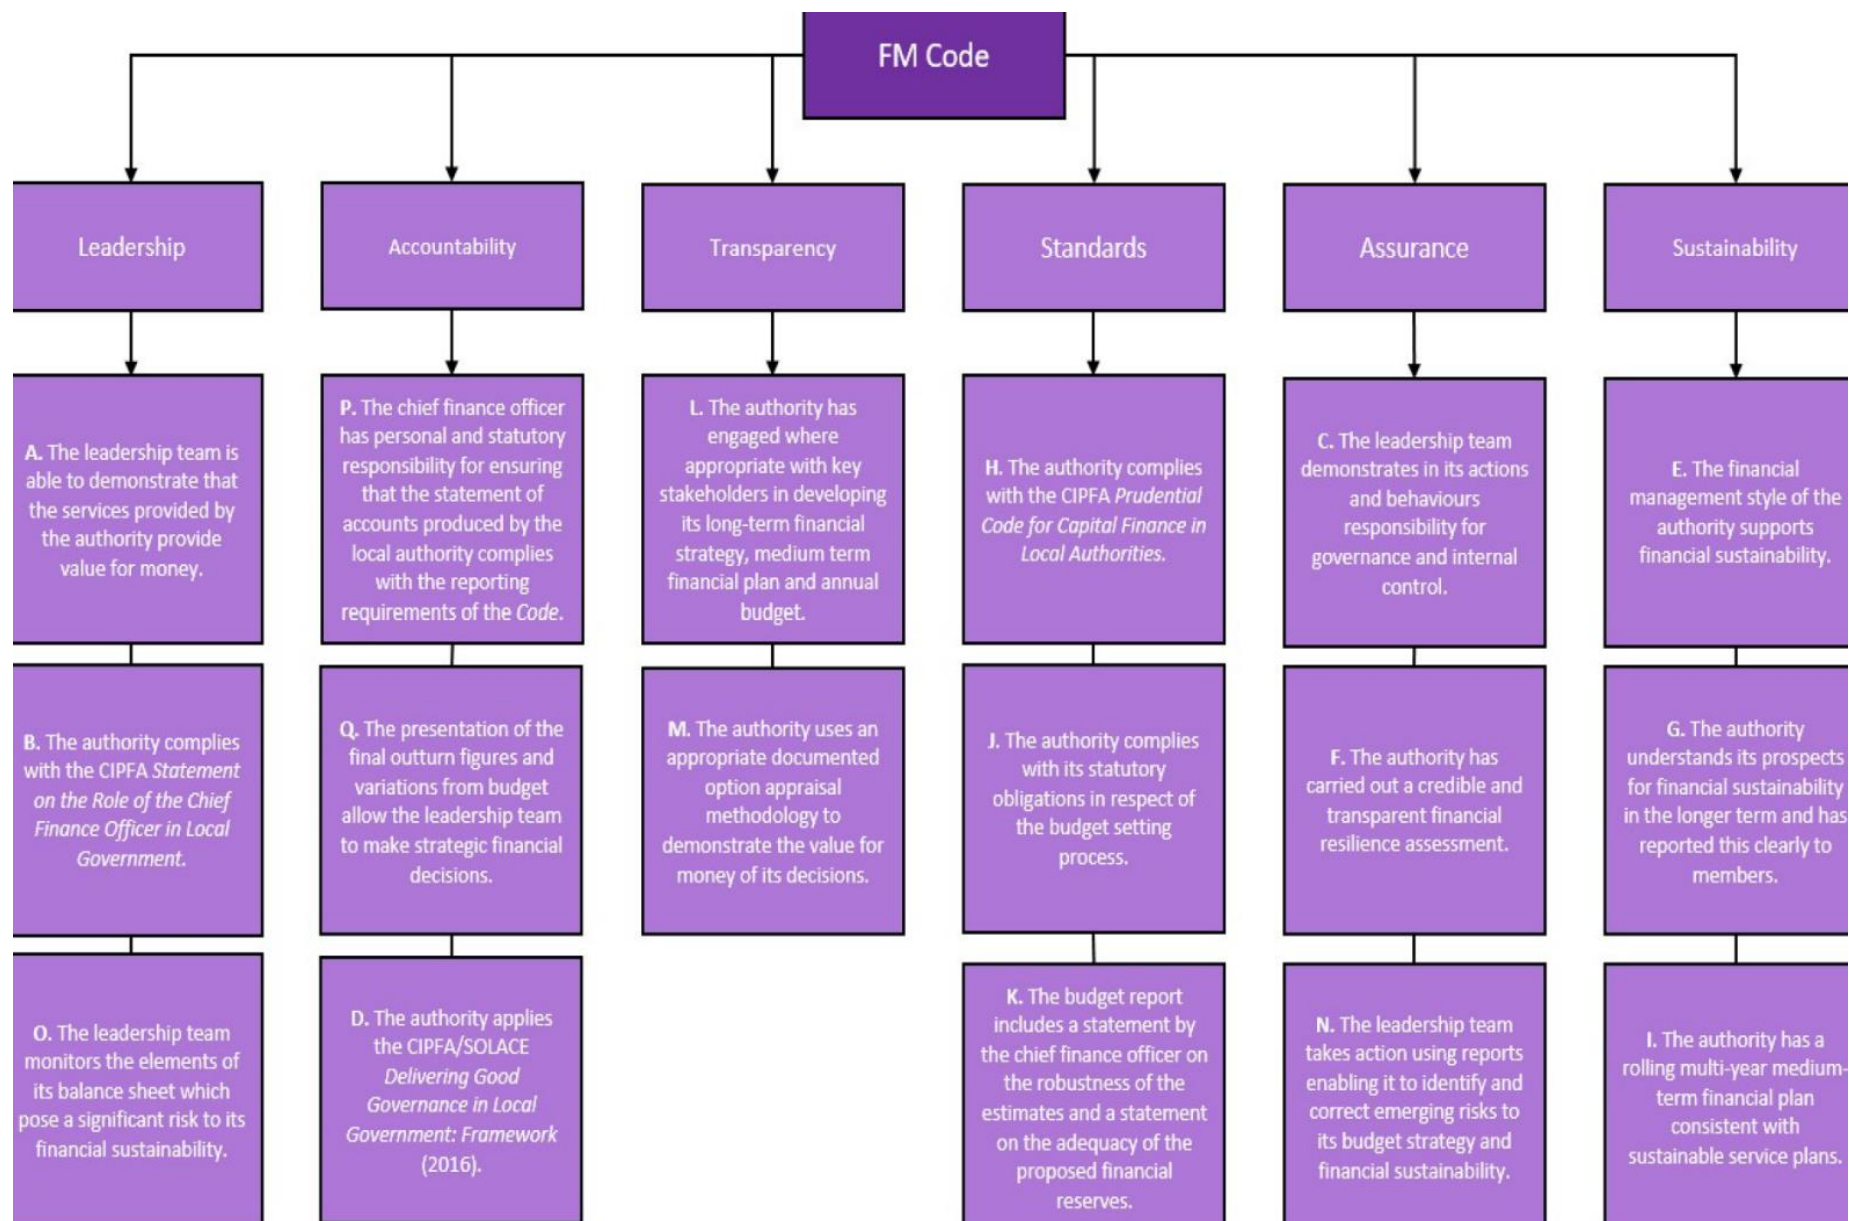 FM Code
Leadership
Accountability
Transparency
Standards
Assurance
Sustainability
A. The leadership team is
able to demonstrate that
the services provided by
the authority provide
value for money.
P. The chief finance officer
has personal and statutory
responsibility for ensuring
that the statement of
accounts produced by the
local authority complies
with the reporting
requirements of the Code.
L. The authority has
engaged where
appropriate with key
stakeholders in developing
its long-term financial
strategy, medium term
financial plan and annual
budget.
H. The authority complies
with the CIPFA Prudential
Code for Capital Finance in
Local Authorities.
C. The leadership team
demonstrates in its actions
and behaviours
responsibility for
governance and internal
control.
E. The financial
management style of the
authority supports
financial sustainability.
B. The authority complies
with the CIPFA Statement
on the Role of the Chief
Finance Officer in Local
Government.
Q. The presentation of the
final outturn figures and
variations from budget
allow the leadership team
to make strategic financial
decisions.
M. The authority uses an
appropriate documented
option appraisal
methodology to
demonstrate the value for
money of its decisions.
J. The authority complies
with its statutory
obligations in respect of
the budget setting
process.
F. The authority has
carried out a credible and
transparent financial
resilience assessment.
G. The authority
understands its prospects
for financial sustainability
in the longer term and has
reported this clearly to
members.
O. The leadership team
monitors the elements of
its balance sheet which
pose a significant risk to its
financial sustainability.
D. The authority applies
the CIPFA/SOLACE
Delivering Good
Governance in Local
Government: Framework
(2016).
K. The budget report
includes a statement by
the chief finance officer on
the robustness of the
estimates and a statement
on the adequacy of the
proposed financial
reserves.
N. The leadership team
takes action using reports
enabling it to identify and
correct emerging risks to
its budget strategy and
financial sustainability.
I. The authority has a
rolling multi-year medium-
term financial plan
consistent with
sustainable service plans.